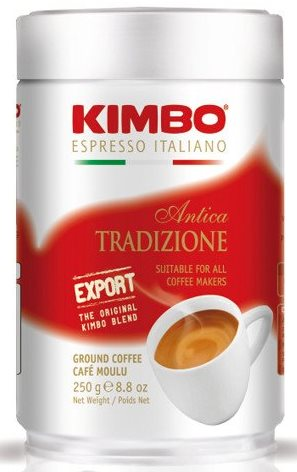 KIMBO®
ESPRESSO ITALIANO
Antica
TRADIZIONE
SUITABLE FOR ALL
COFFEE MAKERS
EXPORT
THE ORIGINAL
KIMBO BLEND
GROUND COFFEE
CAFÉ MOULU
250 g ℮ 8.8 oz
Net Weight / Poids Net